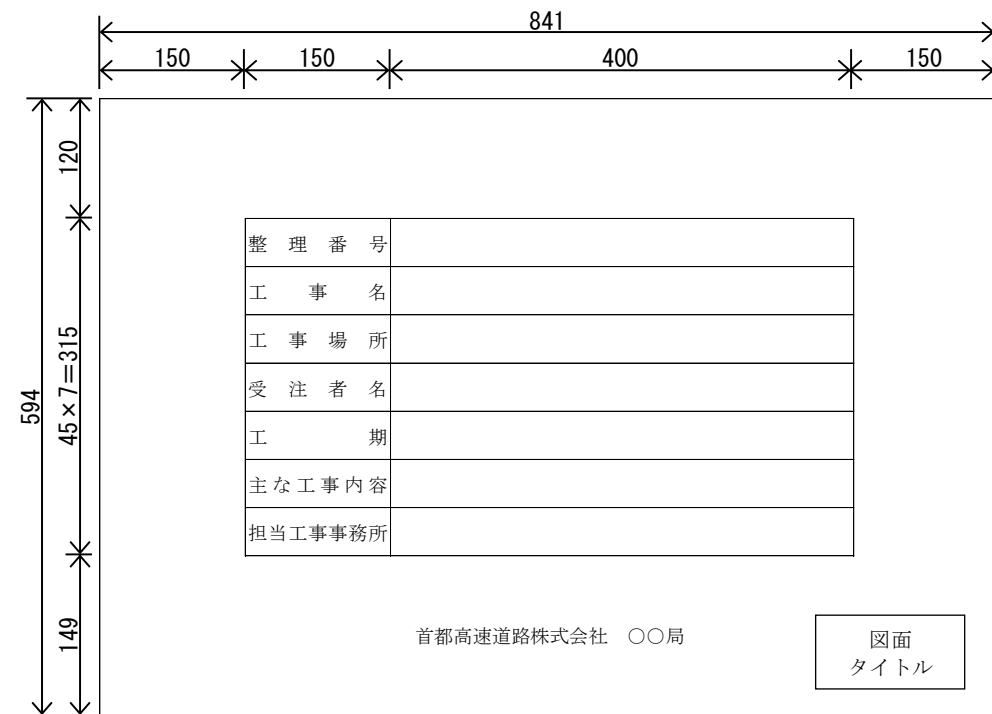 841
150 150 400 150
120
45×7＝315
594
149
整理番号
工事名
工事場所
受注者名
工期
主な工事内容
担当工事事務所
首都高速道路株式会社　○○局
図面
タイトル